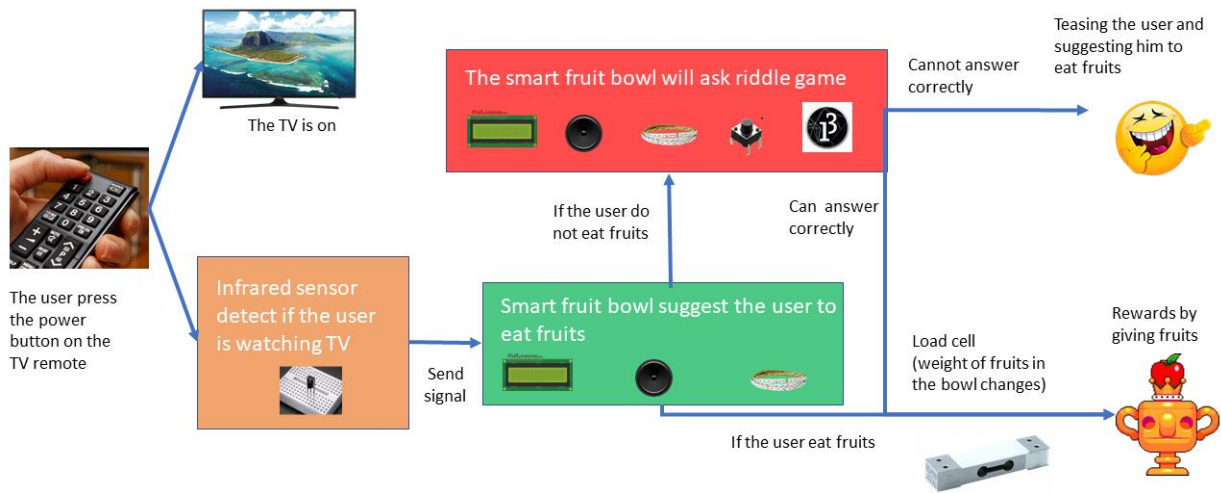 The TV is on
The user press
the power
button on the
TV remote
Infrared sensor
detect if the user
is watching TV
Send
signal
Smart fruit bowl suggest the user to
eat fruits
If the user do
not eat fruits
The smart fruit bowl will ask riddle game
13
Can answer
correctly
Cannot answer
correctly
Teasing the user and
suggesting him to
eat fruits
If the user eat fruits
Load cell
(weight of fruits in
the bowl changes)
Rewards by
giving fruits